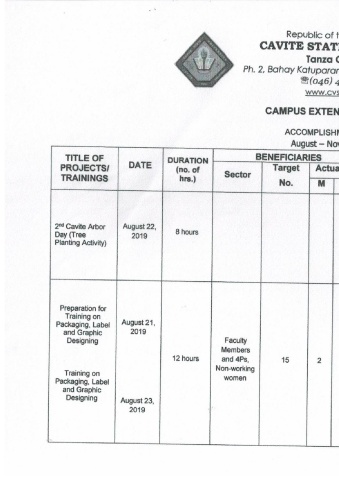 Republic of t
CAVITE STAT
Tanza C
Ph. 2, Bahay Katuparan
(046) 4
www.cvs
CAMPUS EXTEN
ACCOMPLISHM
August – Nov
TITLE OF PROJECTS/ TRAININGS
DATE
DURATION (no. of hrs.)
BENEFICIARIES
Sector
Target No.
Actua
M
2nd Cavite Arbor
Day (Tree
Planting Activity)
August 22,
2019
8 hours
Preparation for
Training on
Packaging, Label
and Graphic
Designing
August 21,
2019
12 hours
Faculty
Members
and 4Ps,
Non-working
women
15
2
Training on
Packaging, Label
and Graphic
Designing
August 23,
2019